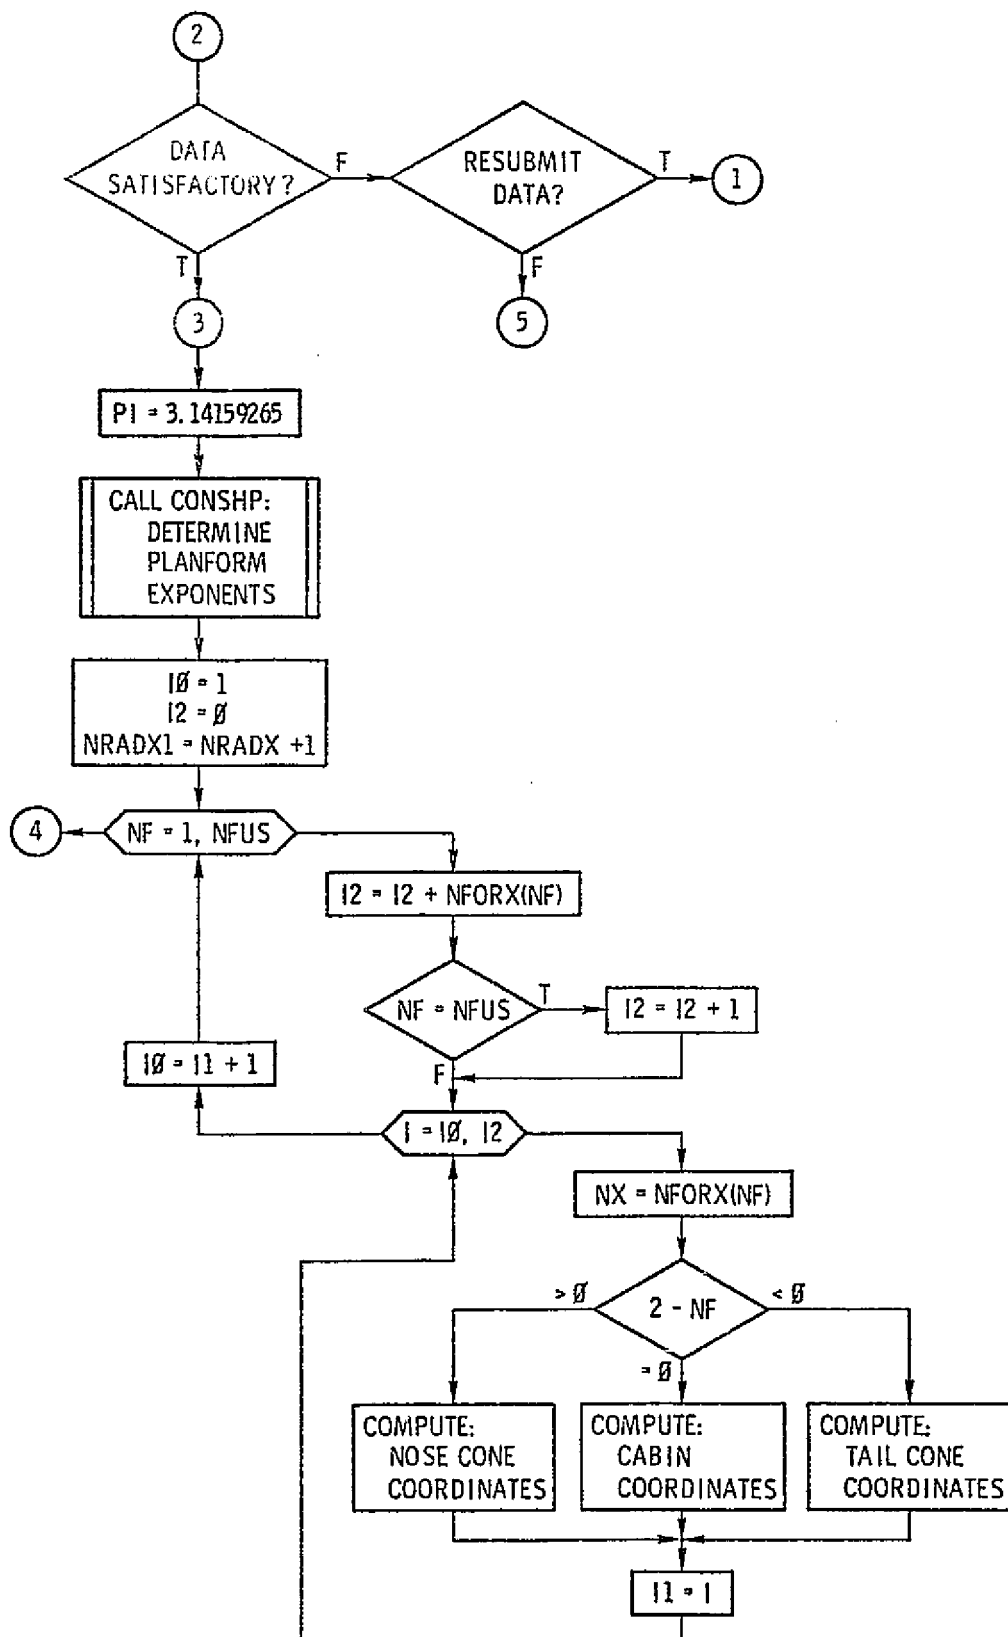 2
DATA
SATISFACTORY?
F
RESUBMIT
DATA?
T
1
T
F
3
5
PI = 3.14159265
CALL CONSHP:
DETERMINE
PLANFORM
EXPONENTS
IØ = 1
I2 = Ø
NRADX1 = NRADX +1
4
NF = 1, NFUS
I2 = I2 + NFORX(NF)
NF = NFUS
T
I2 = I2 + 1
F
IØ = I1 + 1
I = IØ, I2
NX = NFORX(NF)
> Ø
2 - NF
< Ø
= Ø
COMPUTE:
NOSE CONE
COORDINATES
COMPUTE:
CABIN
COORDINATES
COMPUTE:
TAIL CONE
COORDINATES
I1 = I